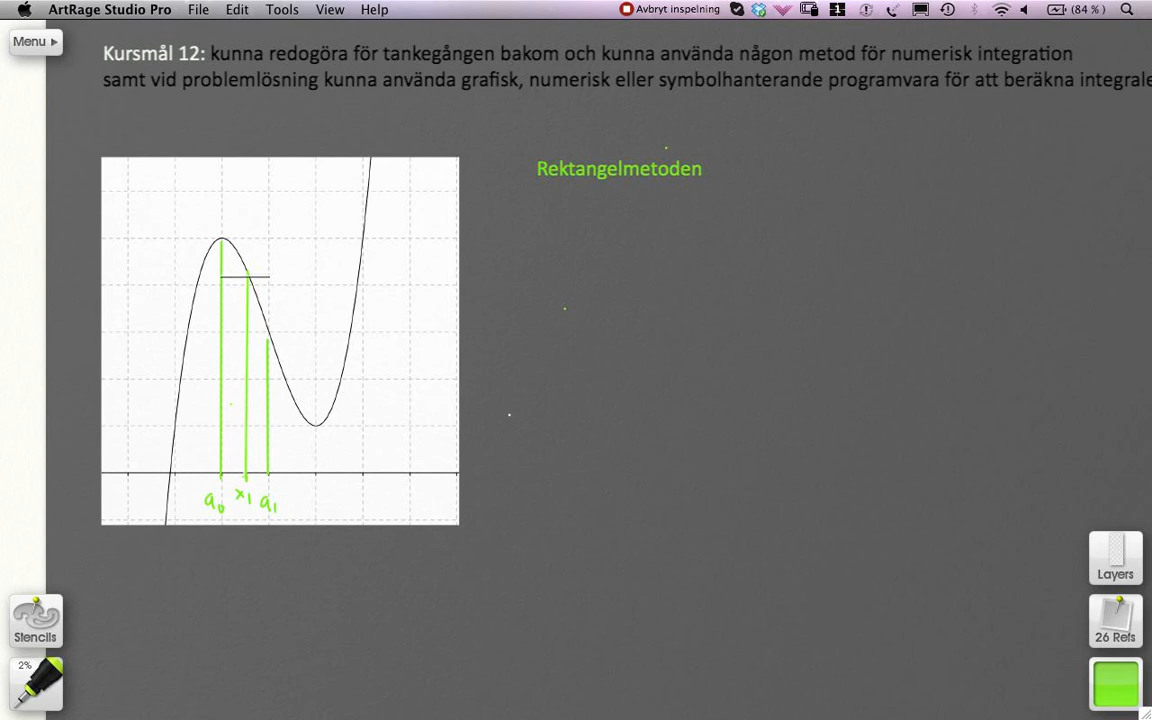 ArtRage Studio Pro File Edit Tools View Help Avbryt inspelning 1 (84 %)
Menu
Kursmål 12: kunna redogöra för tankegången bakom och kunna använda någon metod för numerisk integration
samt vid problemlösning kunna använda grafisk, numerisk eller symbolhanterande programvara för att beräkna integrale
Rektangelmetoden
a0 x1 a1
Layers
Stencils
26 Refs
2%